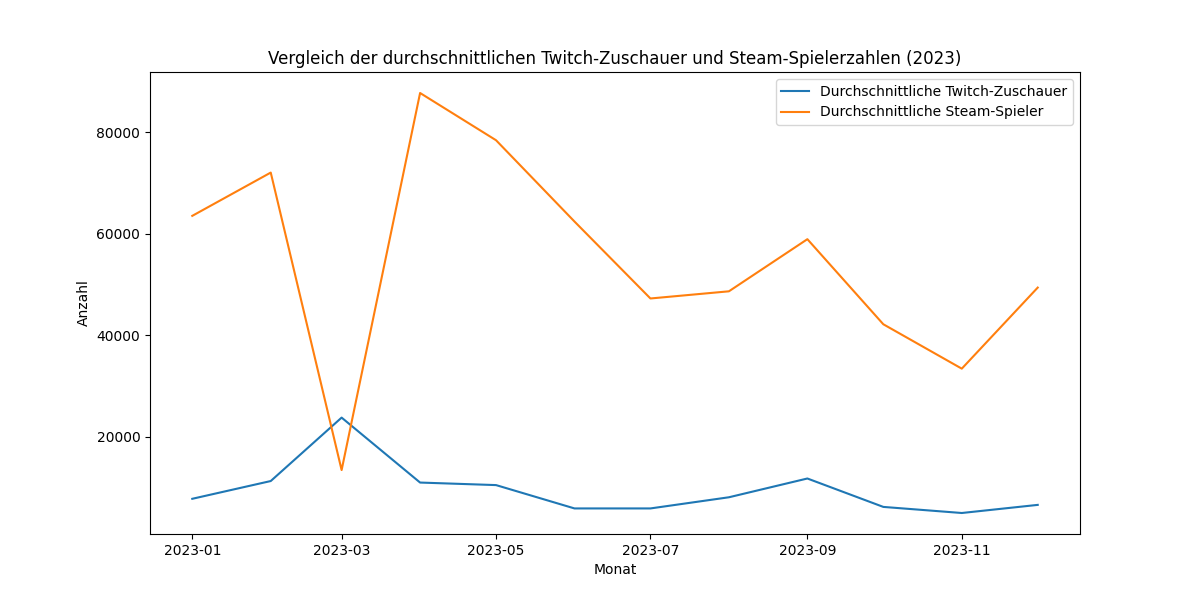 Vergleich der durchschnittlichen Twitch-Zuschauer und Steam-Spielerzahlen (2023)
Durchschnittliche Twitch-Zuschauer
Durchschnittliche Steam-Spieler
80000
60000
40000
20000
Anzahl
2023-01 2023-03 2023-05 2023-07 2023-09 2023-11
Monat